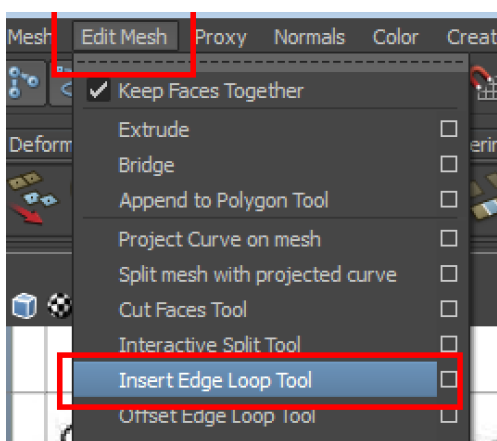 Mesh Edit Mesh Proxy Normals Color Creat
Keep Faces Together
Extrude
Deform
Bridge
Append to Polygon Tool
Project Curve on mesh
Split mesh with projected curve
Cut Faces Tool
Interactive Split Tool
Insert Edge Loop Tool
Offset Edge Loop Tool